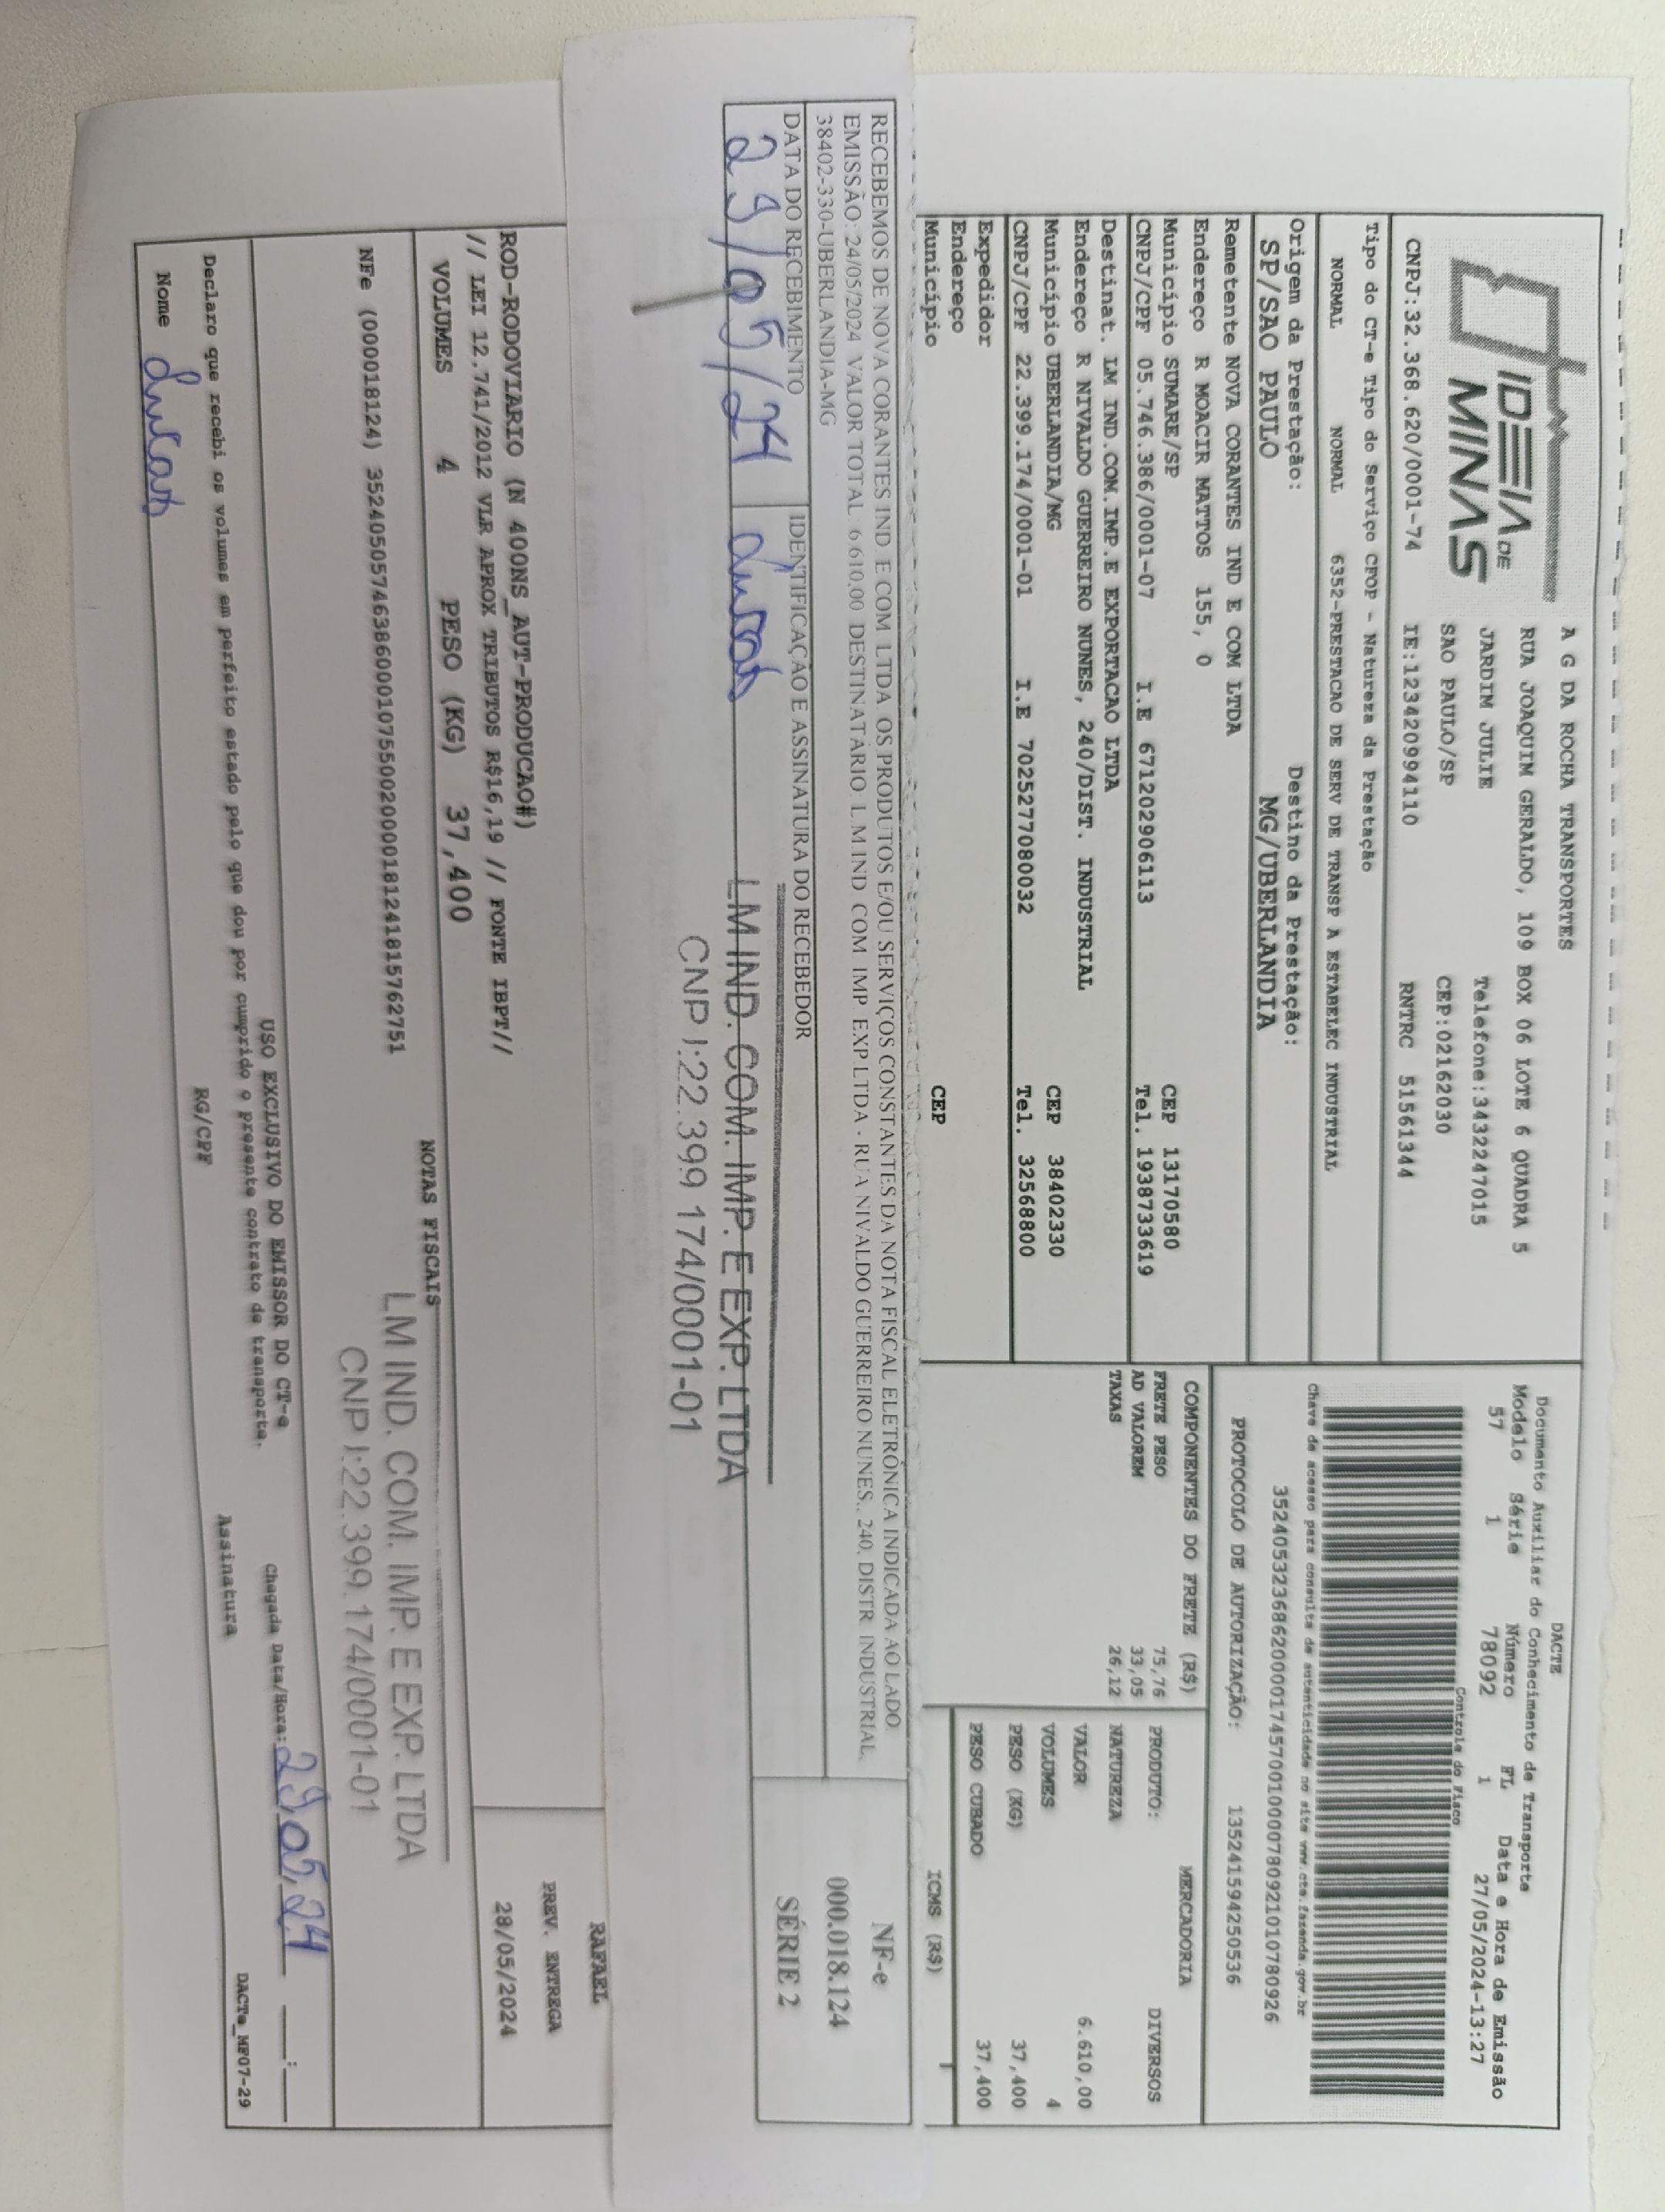 IDEIA DE
MINAS
A G DA ROCHA TRANSPORTES
RUA JOAQUIM GERALDO, 109 BOX 06 LOTE 6 QUADRA 5
JARDIM JULIE Telefone:3432247015
SAO PAULO/SP CEP:02162030
CNPJ:32.368.620/0001-74 IE:123420994110 RNTRC 51561344
Tipo do CT-e Tipo do Serviço CFOP - Natureza da Prestação
NORMAL NORMAL 6352-PRESTACAO DE SERV DE TRANSP A ESTABELEC INDUSTRIAL
Origem da Prestação: Destino da Prestação:
SP/SAO PAULO MG/UBERLANDIA
Remetente NOVA CORANTES IND E COM LTDA
Endereço R MOACIR MATTOS 155, 0
Município SUMARE/SP CEP 13170580
CNPJ/CPF 05.746.386/0001-07 I.E 671202906113 Tel. 1938733619
Destinat. LM IND.COM.IMP.E EXPORTACAO LTDA
Endereço R NIVALDO GUERREIRO NUNES, 240/DIST. INDUSTRIAL
Município UBERLANDIA/MG CEP 38402330
CNPJ/CPF 22.399.174/0001-01 I.E 7025277080032 Tel. 32568800
Expedidor
Endereço
Município CEP
DACTE
Documento Auxiliar do Conhecimento de Transporte
Modelo Série Número FL Data e Hora de Emissão
57 1 78092 1 27/05/2024-13:27
Controle do Fisco
Chave de acesso para consulta de autenticidade no site www.cte.fazenda.gov.br
35240532368620000174570010000780921010780926
PROTOCOLO DE AUTORIZAÇÃO: 135241594250536
COMPONENTES DO FRETE (R$)
FRETE PESO 75,76
AD VALOREM 33,05
TAXAS 26,12
MERCADORIA
PRODUTO: DIVERSOS
NATUREZA
VALOR 6.610,00
VOLUMES 4
PESO (KG) 37,400
PESO CUBADO 37,400
ICMS (R$)
RECEBEMOS DE NOVA CORANTES IND. E COM LTDA OS PRODUTOS E/OU SERVIÇOS CONSTANTES DA NOTA FISCAL ELETRÔNICA INDICADA AO LADO.
EMISSÃO: 24/05/2024 VALOR TOTAL 6.610,00 DESTINATÁRIO: L M IND COM IMP EXP LTDA - RUA NIVALDO GUERREIRO NUNES,, 240, DISTR INDUSTRIAL,
38402-330-UBERLANDIA-MG
DATA DO RECEBIMENTO IDENTIFICAÇÃO E ASSINATURA DO RECEBEDOR
29/05/24 Lucas
LM IND. COM. IMP. E EXP. LTDA
CNPJ:22.399.174/0001-01
NF-e
000.018.124
SÉRIE 2
RAFAEL
ROD-RODOVIARIO (N 400NS_AUT-PRODUCAO#)
// LEI 12.741/2012 VLR APROX TRIBUTOS R$16,19 // FONTE IBPT//
PREV. ENTREGA
28/05/2024
VOLUMES 4 PESO (KG) 37,400
NOTAS FISCAIS
NFe (000018124) 35240505746386000107550020000181241815762751
LM IND. COM. IMP. E EXP. LTDA
CNPJ:22.399.174/0001-01
USO EXCLUSIVO DO EMISSOR DO CT-e
Chegada Data/Hora: 29,05,24 __:__
Declaro que recebi os volumes em perfeito estado pelo que dou por cumprido o presente contrato de transporte.
Nome Lucas RG/CPF Assinatura
DACTe_MF07-29